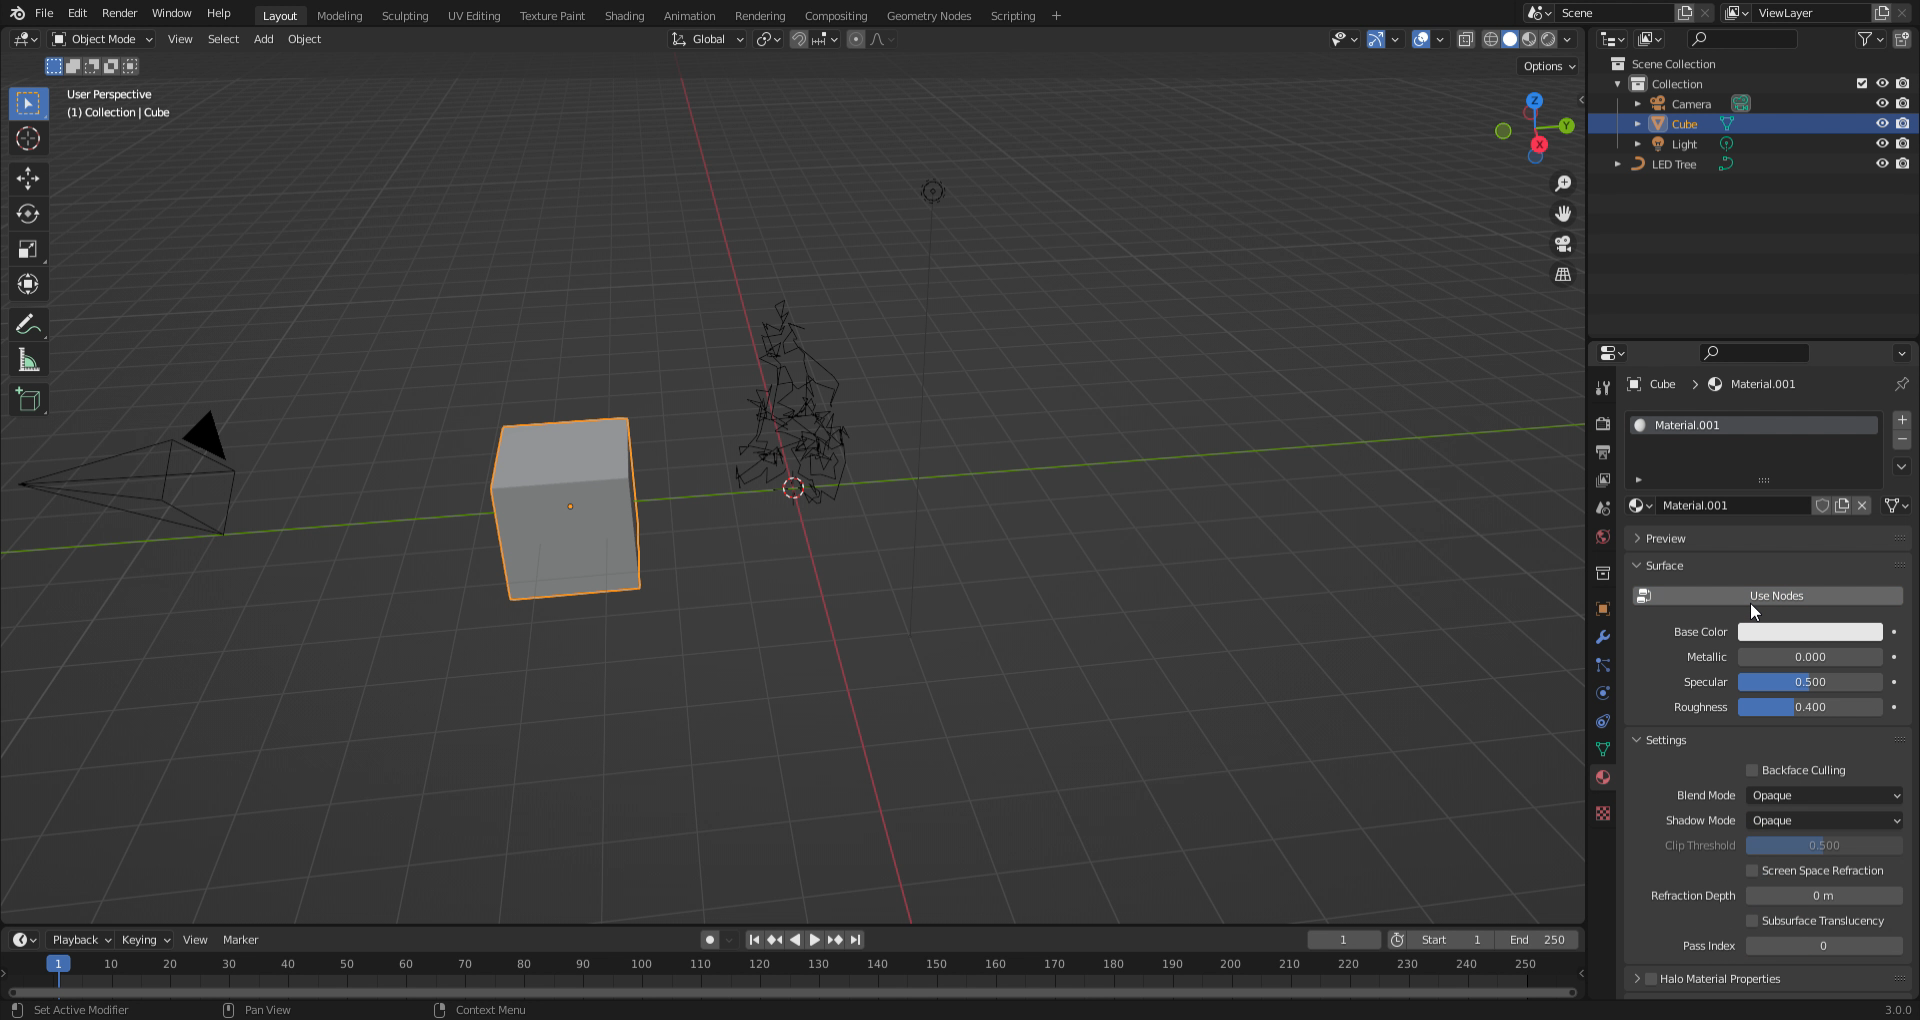 File Edit Render Window Help
Layout Modeling Sculpting UV Editing Texture Paint Shading Animation Rendering Compositing Geometry Nodes Scripting +
Scene
ViewLayer
Object Mode View Select Add Object
Global
Options
User Perspective
(1) Collection | Cube
Z
Y
X
Scene Collection
Collection
Camera
Cube
Light
LED Tree
Cube > Material.001
Material.001
Material.001
Preview
Surface
Use Nodes
Base Color
Metallic 0.000
Specular 0.500
Roughness 0.400
Settings
Backface Culling
Blend Mode Opaque
Shadow Mode Opaque
Clip Threshold 0.500
Screen Space Refraction
Refraction Depth 0 m
Subsurface Translucency
Pass Index 0
Halo Material Properties
Playback Keying View Marker
1 Start 1 End 250
1 10 20 30 40 50 60 70 80 90 100 110 120 130 140 150 160 170 180 190 200 210 220 230 240 250
Set Active Modifier Pan View Context Menu 3.0.0